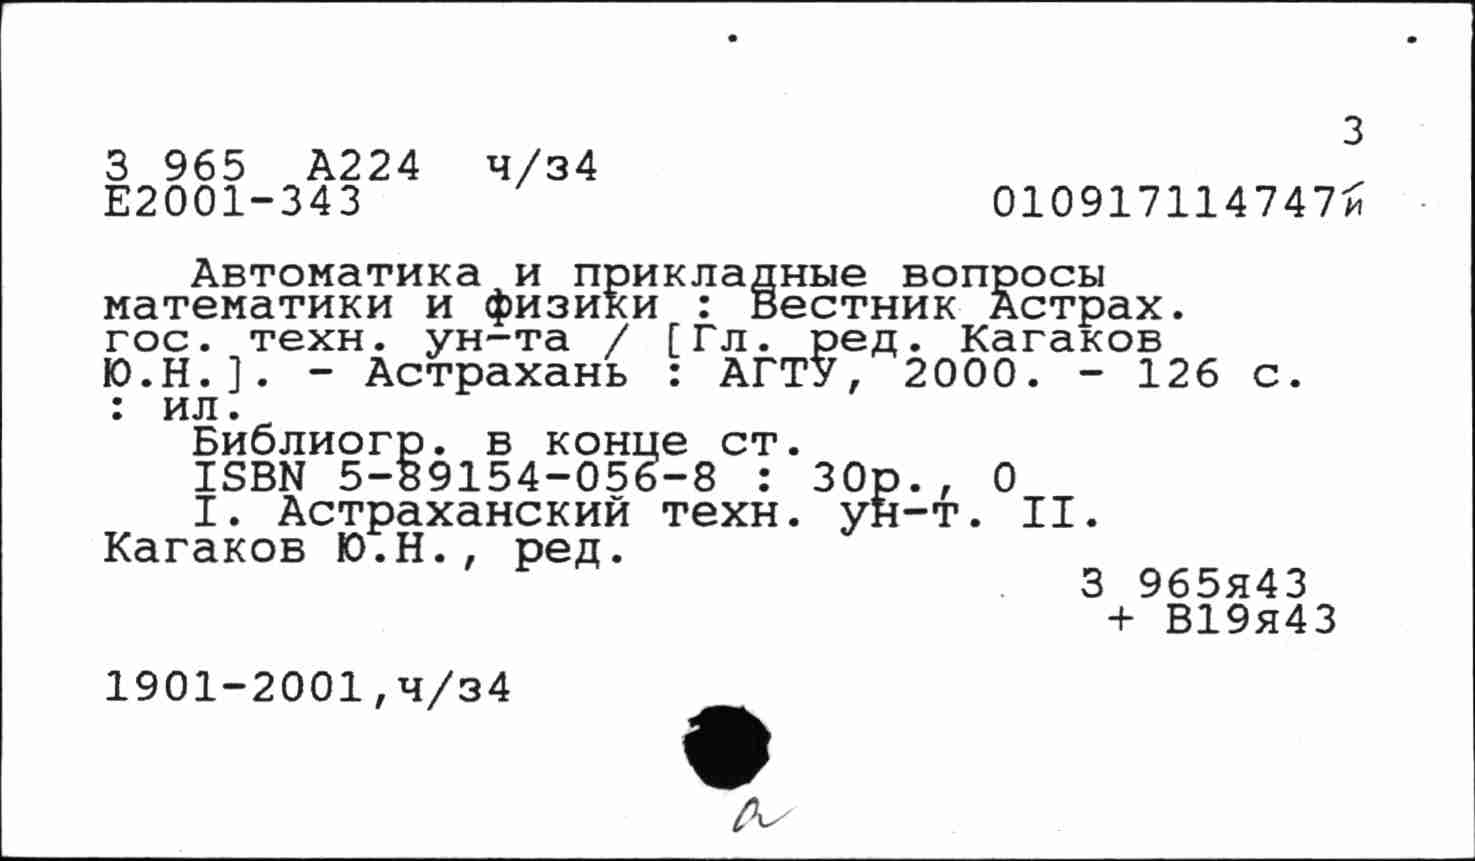 З
З 965 А224 ч/з4
Е2001-343 010917114747й
Автоматика и прикладные вопросы
математики и физики : Вестник Астрах.
гос. техн. ун-та / [Гл. ред. Кагаков
Ю.Н.]. - Астрахань : АГТУ, 2000. - 126 с.
: ил.
Библиогр. в конце ст.
ISBN 5-89154-056-8 : 30р., 0
I. Астраханский техн. ун-т. II.
Кагаков Ю.Н., ред.
З 965я43
+ В19я43
1901-2001,ч/з4
а